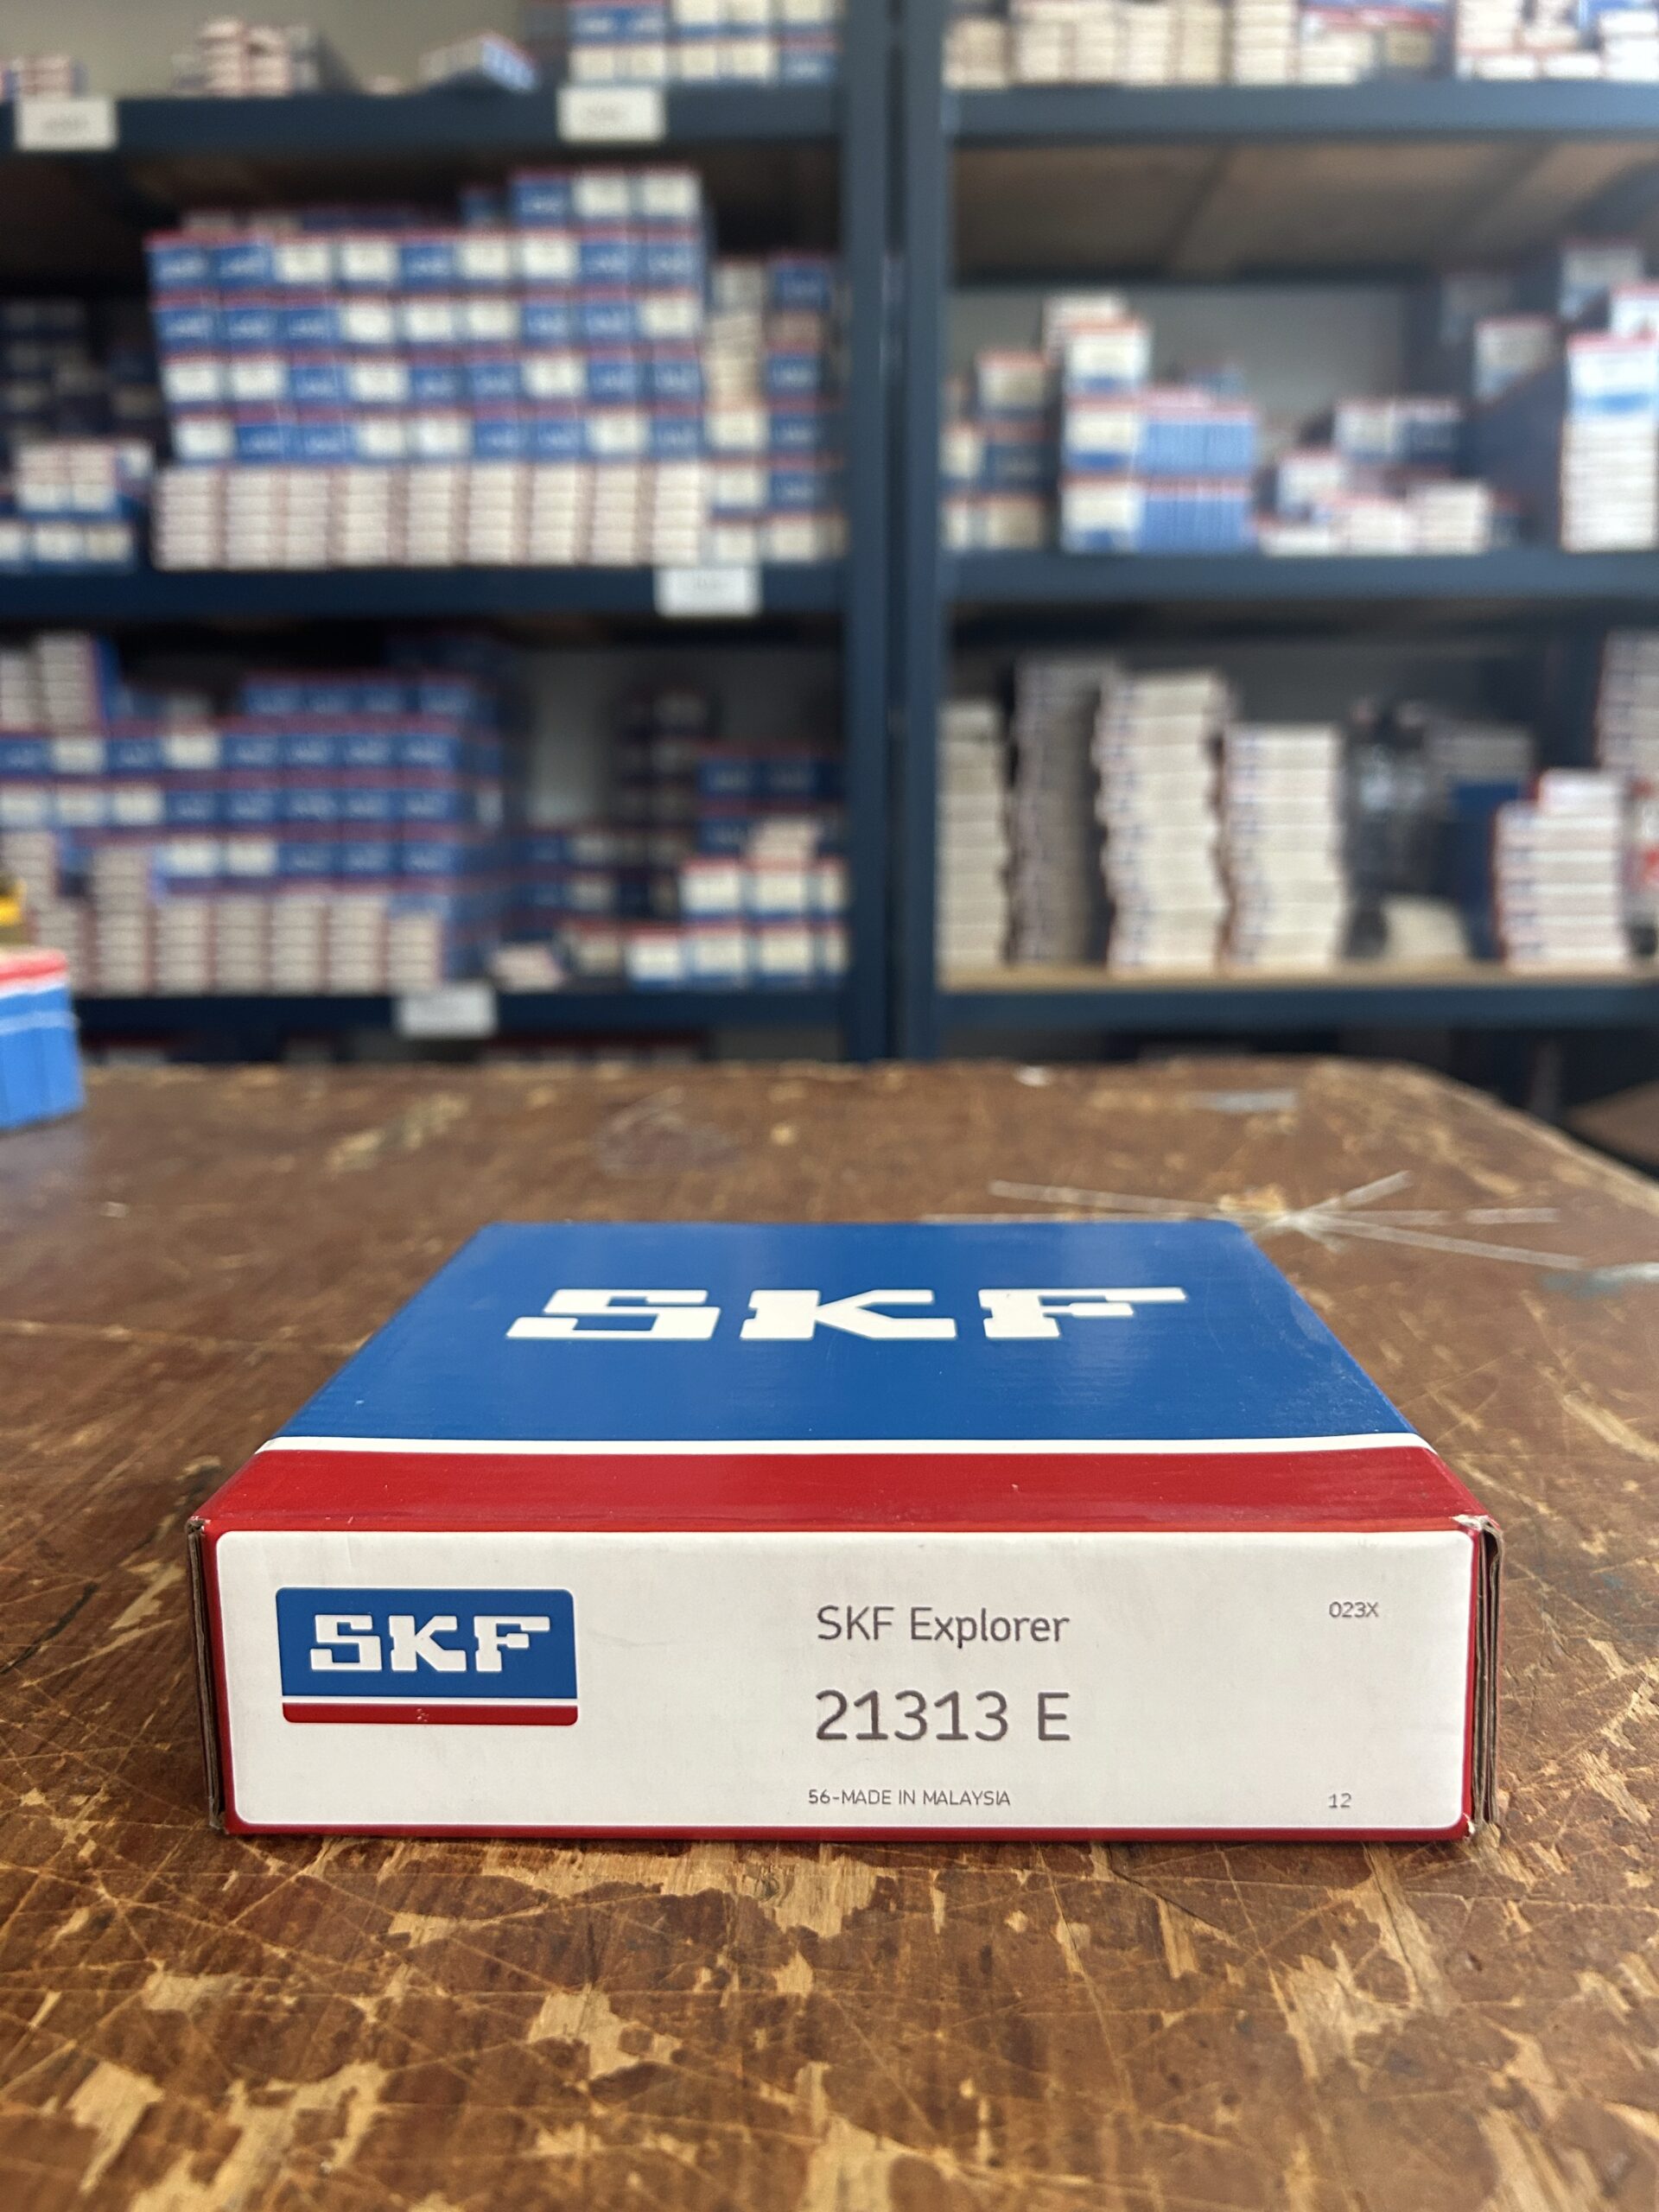 SKF
SKF
SKF Explorer
023X
21313 E
56-MADE IN MALAYSIA
12